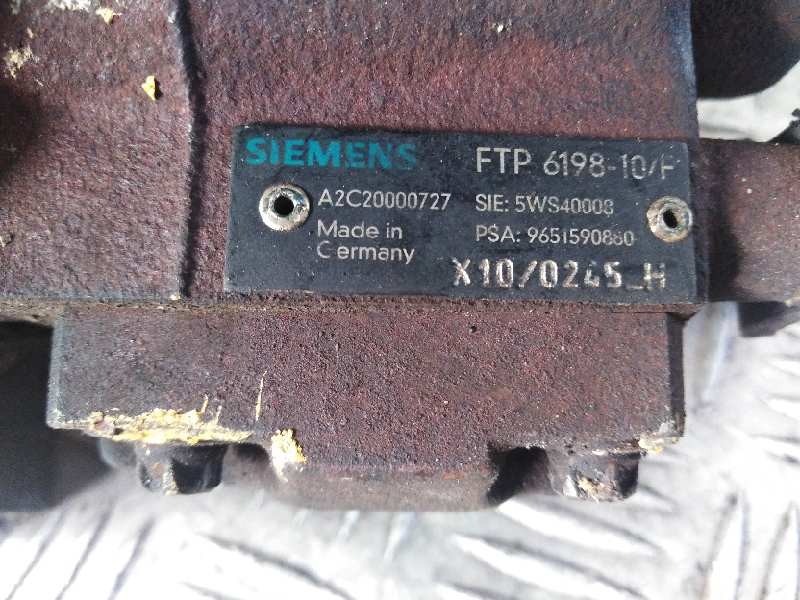 SIEMENS FTP 6198-10/F
A2C20000727 SIE: 5WS40008
Made in PSA: 9651590880
Germany
X10/0245_H